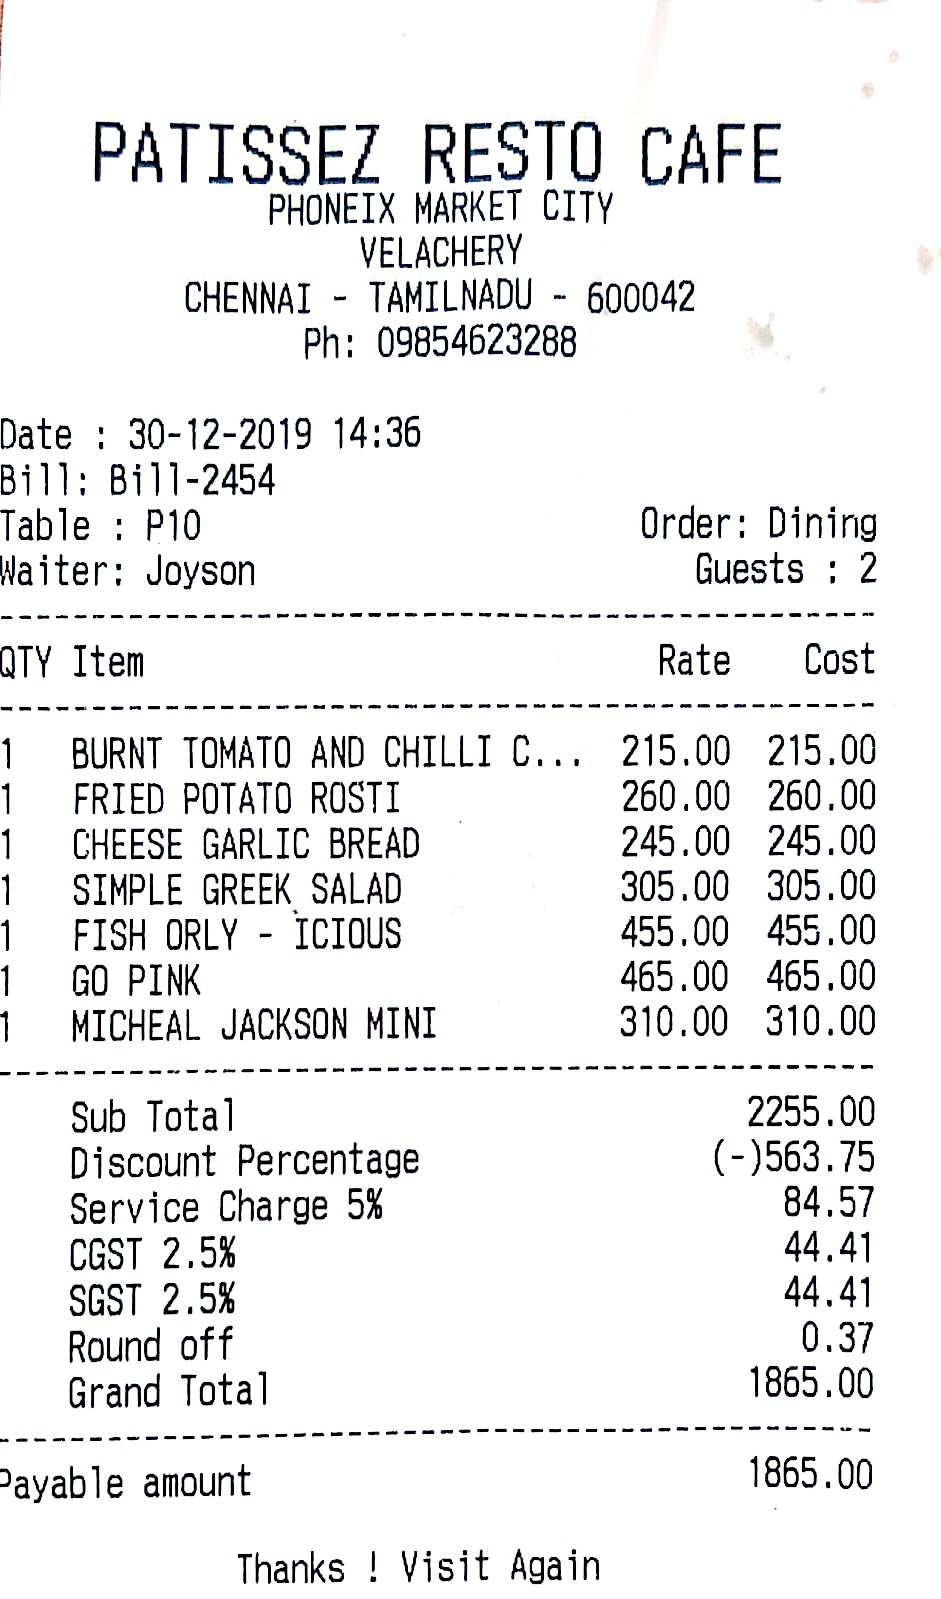 PATISSEZ RESTO CAFE
PHONEIX MARKET CITY
VELACHERY
CHENNAI - TAMILNADU - 600042
Ph: 09854623288
Date : 30-12-2019 14:36
Bill: Bill-2454
Table : P10 Order: Dining
Waiter: Joyson Guests : 2
QTY Item Rate Cost
1 BURNT TOMATO AND CHILLI C... 215.00 215.00
1 FRIED POTATO ROSTI 260.00 260.00
1 CHEESE GARLIC BREAD 245.00 245.00
1 SIMPLE GREEK SALAD 305.00 305.00
1 FISH ORLY - ICIOUS 455.00 455.00
1 GO PINK 465.00 465.00
1 MICHEAL JACKSON MINI 310.00 310.00
Sub Total 2255.00
Discount Percentage (-)563.75
Service Charge 5% 84.57
CGST 2.5% 44.41
SGST 2.5% 44.41
Round off 0.37
Grand Total 1865.00
Payable amount 1865.00
Thanks ! Visit Again